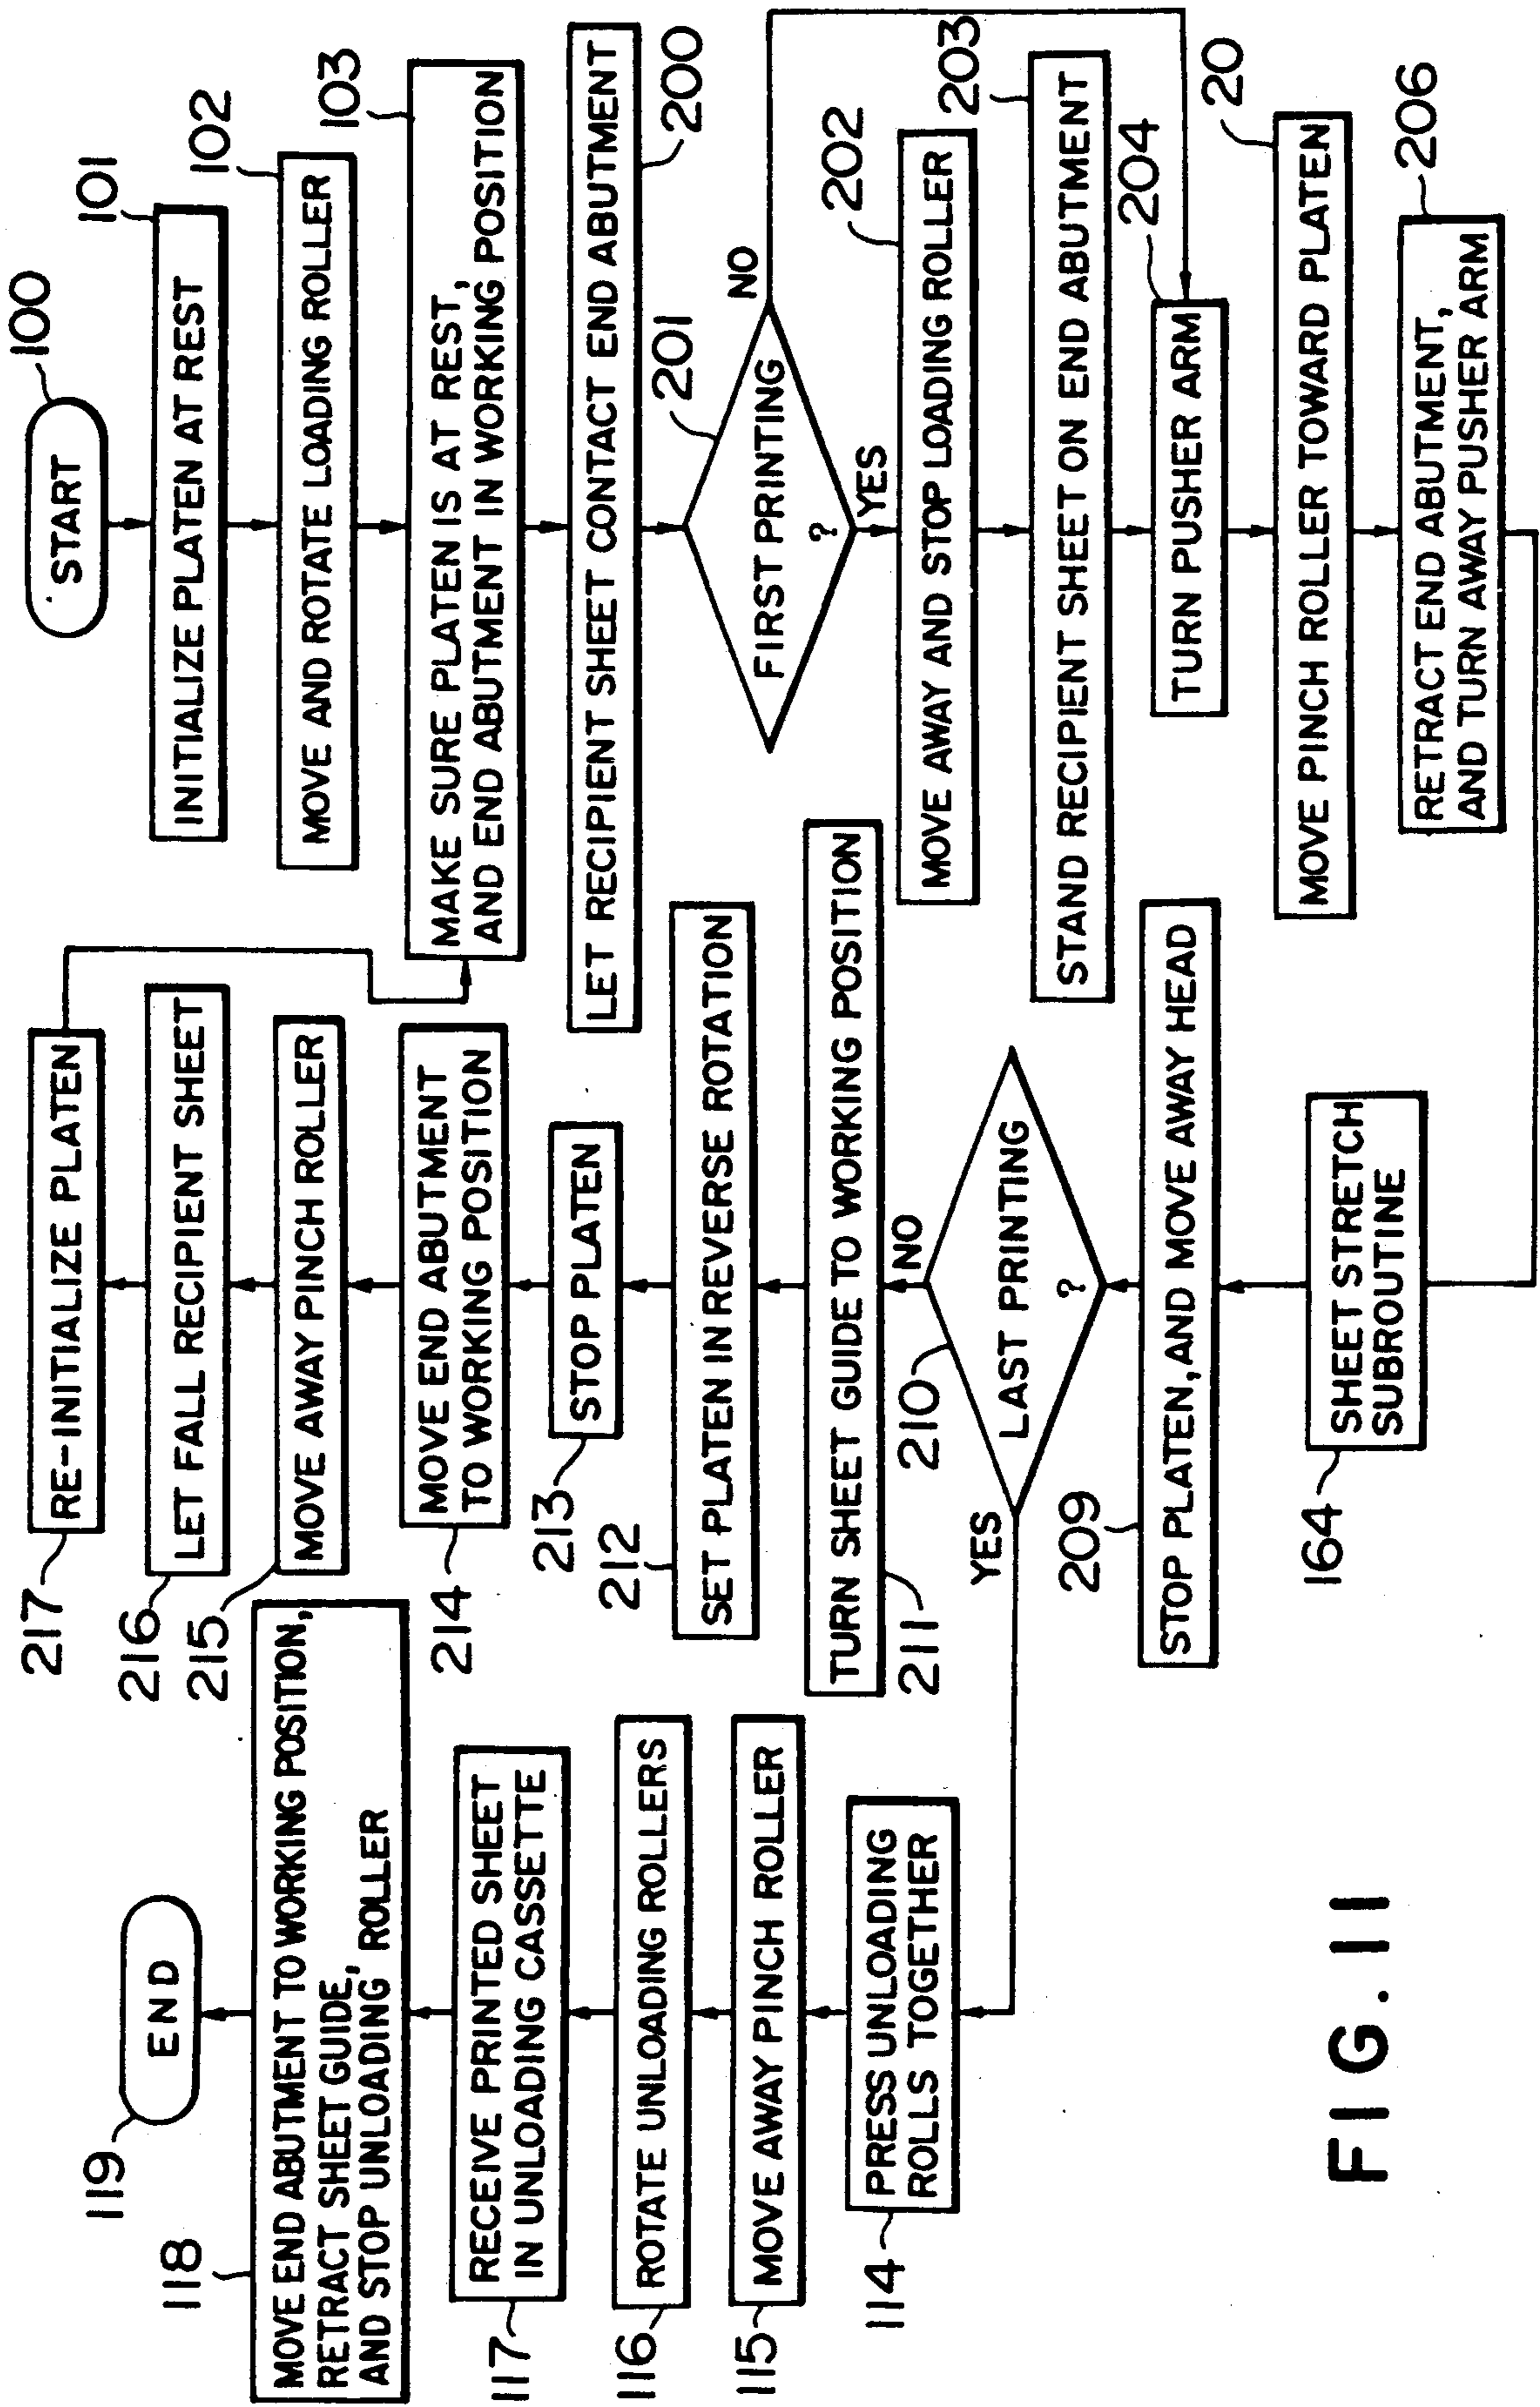 100
START
101
INITIALIZE PLATEN AT REST
102
MOVE AND ROTATE LOADING ROLLER
103
MAKE SURE PLATEN IS AT REST,
AND END ABUTMENT IN WORKING POSITION
LET RECIPIENT SHEET CONTACT END ABUTMENT
200
201
FIRST PRINTING
?
NO
YES
202
MOVE AWAY AND STOP LOADING ROLLER
203
STAND RECIPIENT SHEET ON END ABUTMENT
204
TURN PUSHER ARM
20
MOVE PINCH ROLLER TOWARD PLATEN
206
RETRACT END ABUTMENT,
AND TURN AWAY PUSHER ARM
164
SHEET STRETCH
SUBROUTINE
209
STOP PLATEN, AND MOVE AWAY HEAD
210
LAST PRINTING
?
NO
YES
211
TURN SHEET GUIDE TO WORKING POSITION
212
SET PLATEN IN REVERSE ROTATION
213
STOP PLATEN
214
MOVE END ABUTMENT
TO WORKING POSITION
215
MOVE AWAY PINCH ROLLER
216
LET FALL RECIPIENT SHEET
217
RE-INITIALIZE PLATEN
114
PRESS UNLOADING
ROLLS TOGETHER
115
MOVE AWAY PINCH ROLLER
116
ROTATE UNLOADING ROLLERS
117
RECEIVE PRINTED SHEET
IN UNLOADING CASSETTE
118
MOVE END ABUTMENT TO WORKING POSITION,
RETRACT SHEET GUIDE,
AND STOP UNLOADING ROLLER
119
END
FIG. 11